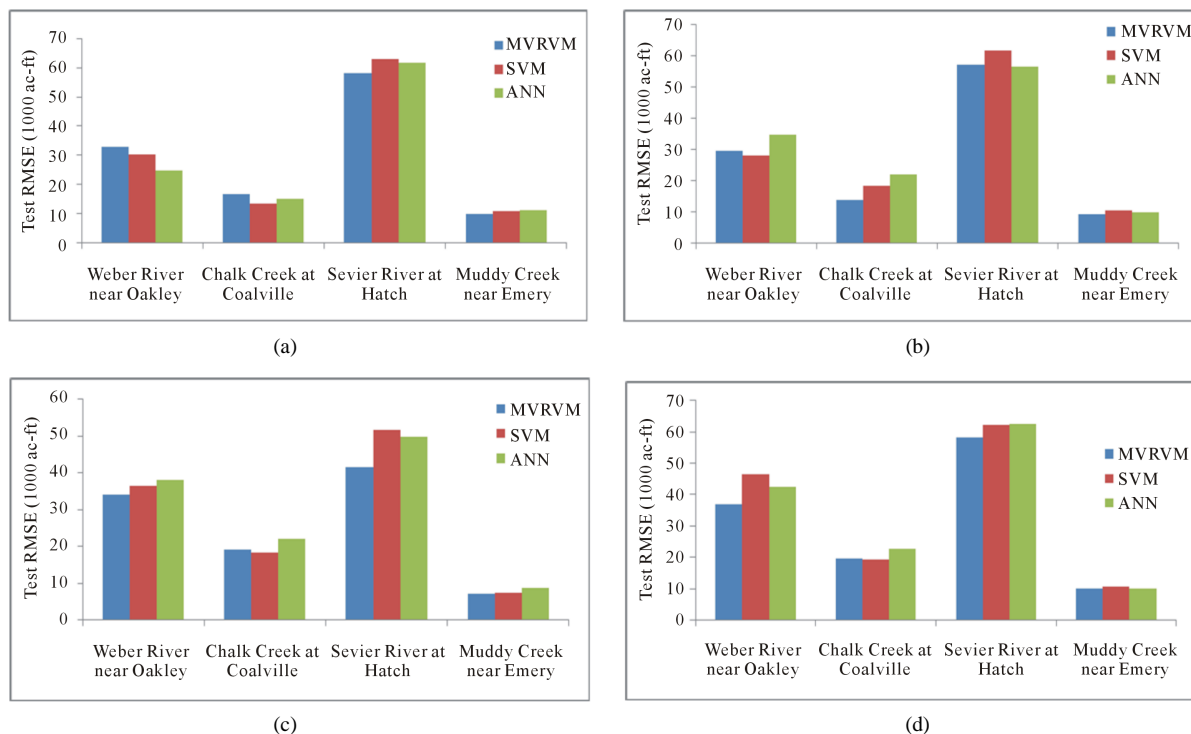 Test RMSE (1000 ac-ft)
70
60
50
40
30
20
10
0
MVRVM
SVM
ANN
Weber River
near Oakley
Chalk Creek at
Coalville
Sevier River at
Hatch
Muddy Creek
near Emery
(a)
Test RMSE (1000 ac-ft)
70
60
50
40
30
20
10
0
MVRVM
SVM
ANN
Weber River
near Oakley
Chalk Creek at
Coalville
Sevier River at
Hatch
Muddy Creek
near Emery
(b)
Test RMSE (1000 ac-ft)
60
50
40
30
20
10
0
MVRVM
SVM
ANN
Weber River
near Oakley
Chalk Creek at
Coalville
Sevier River at
Hatch
Muddy Creek
near Emery
(c)
Test RMSE (1000 ac-ft)
70
60
50
40
30
20
10
0
MVRVM
SVM
ANN
Weber River
near Oakley
Chalk Creek at
Coalville
Sevier River at
Hatch
Muddy Creek
near Emery
(d)